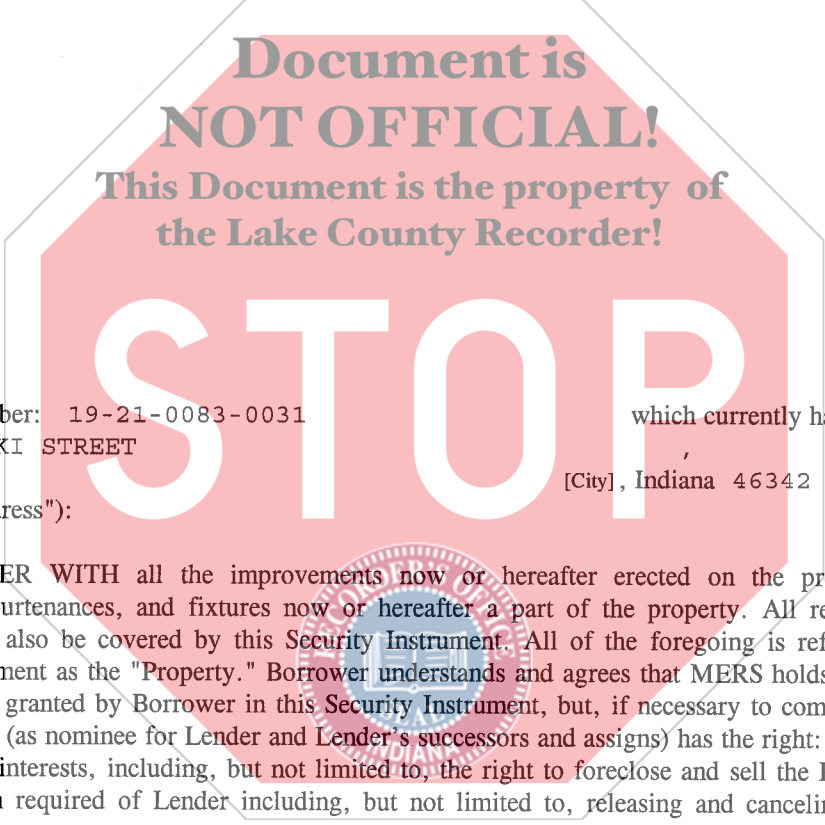 Document is
NOT OFFICIAL!
This Document is the property of
the Lake County Recorder!
STOP
ber: 19-21-0083-0031 which currently ha
KI STREET ,
[City], Indiana 46342
ress"):
ER WITH all the improvements now or hereafter erected on the pr
urtenances, and fixtures now or hereafter a part of the property. All re
also be covered by this Security Instrument. All of the foregoing is ref
ment as the "Property." Borrower understands and agrees that MERS holds
granted by Borrower in this Security Instrument, but, if necessary to com
(as nominee for Lender and Lender's successors and assigns) has the right:
interests, including, but not limited to, the right to foreclose and sell the
required of Lender including, but not limited to, releasing and cancelin
RECORDER'S OFFICE
SEAL
INDIANA